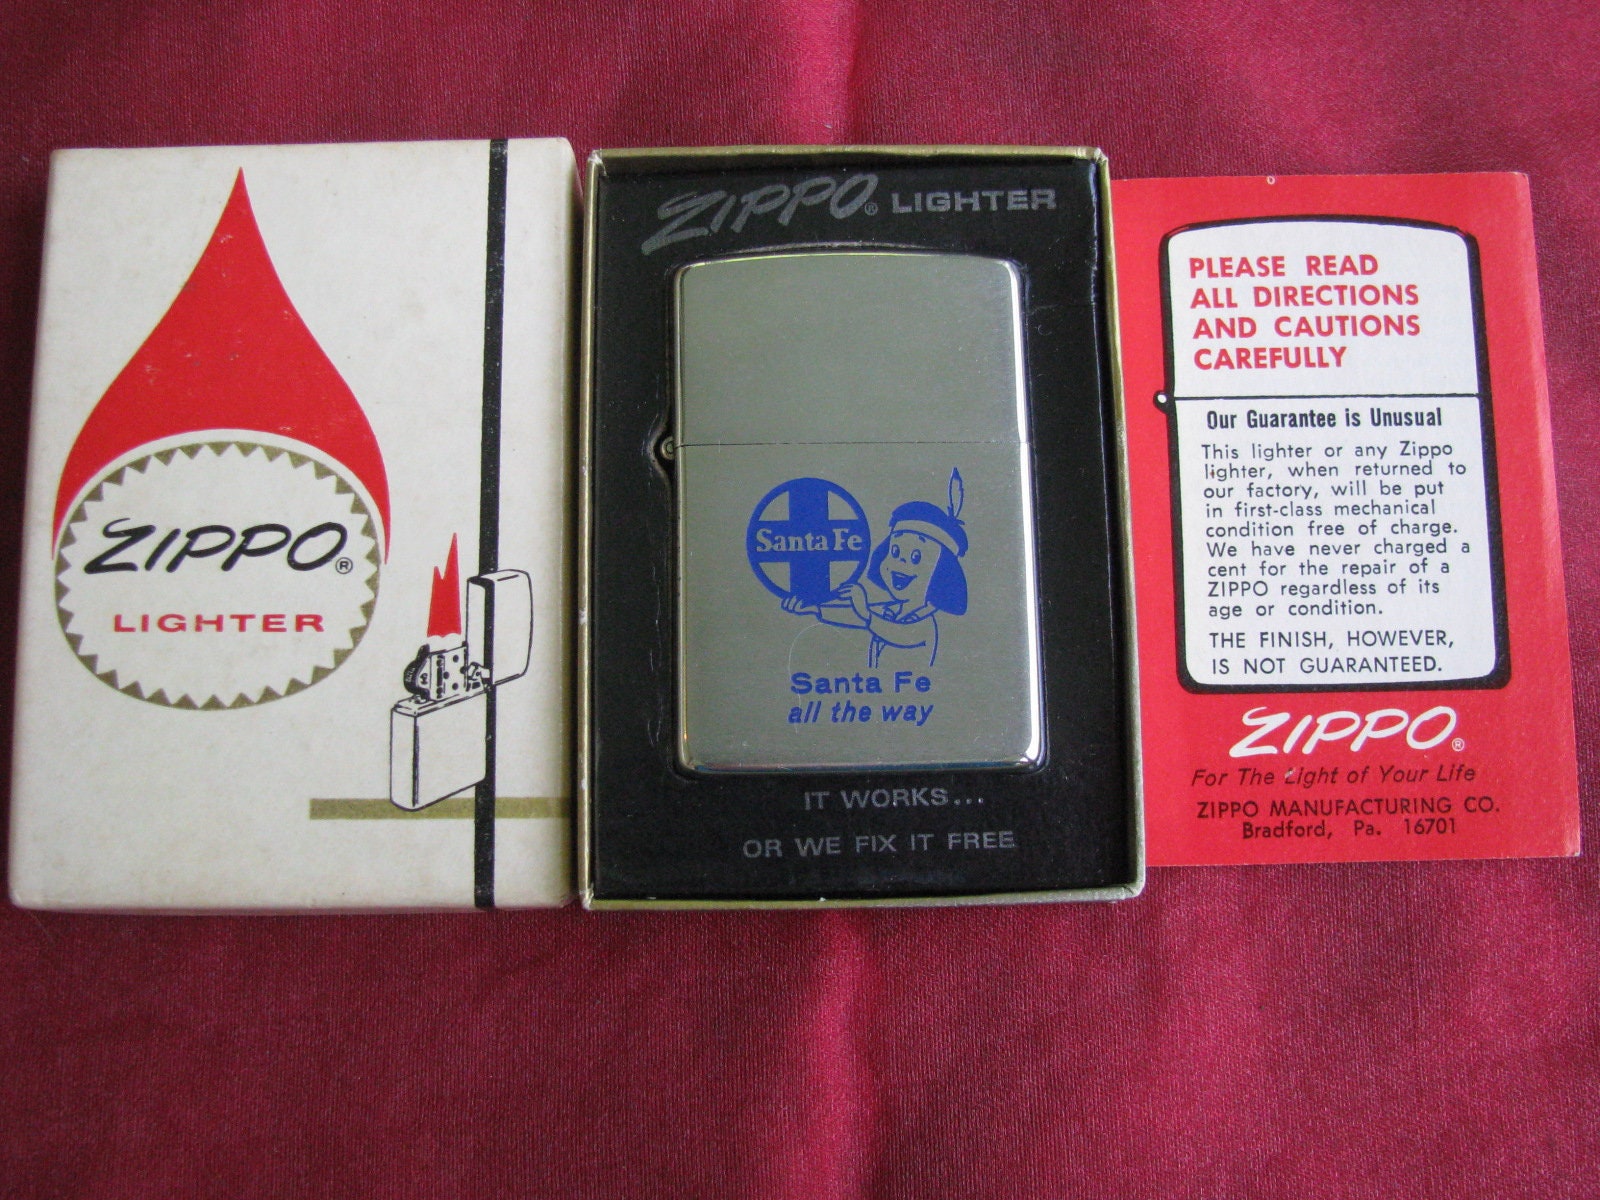 ZIPPO®
LIGHTER
ZIPPO® LIGHTER
Santa Fe
Santa Fe
all the way
IT WORKS...
OR WE FIX IT FREE
PLEASE READ
ALL DIRECTIONS
AND CAUTIONS
CAREFULLY
Our Guarantee is Unusual
This lighter or any Zippo
lighter, when returned to
our factory, will be put
in first-class mechanical
condition free of charge.
We have never charged a
cent for the repair of a
ZIPPO regardless of its
age or condition.
THE FINISH, HOWEVER,
IS NOT GUARANTEED.
ZIPPO®
For The Light of Your Life
ZIPPO MANUFACTURING CO.
Bradford, Pa. 16701